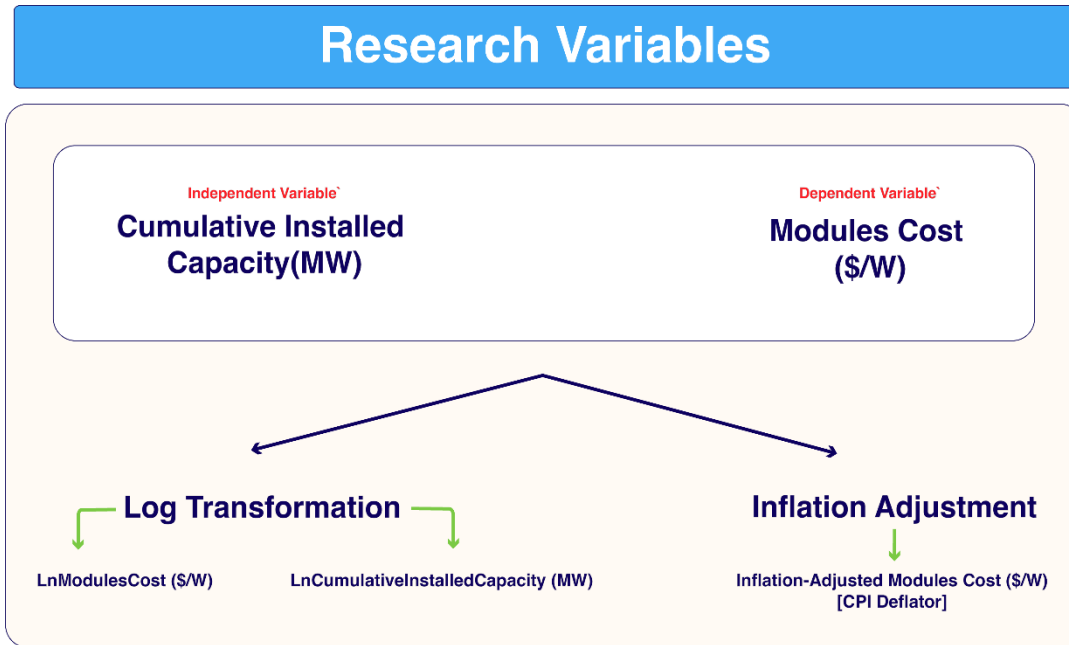 Research Variables
Independent Variable`
Cumulative Installed
Capacity(MW)
Dependent Variable`
Modules Cost
($/W)
Log Transformation
LnModulesCost ($/W)
LnCumulativeInstalledCapacity (MW)
Inflation Adjustment
Inflation-Adjusted Modules Cost ($/W)
[CPI Deflator]